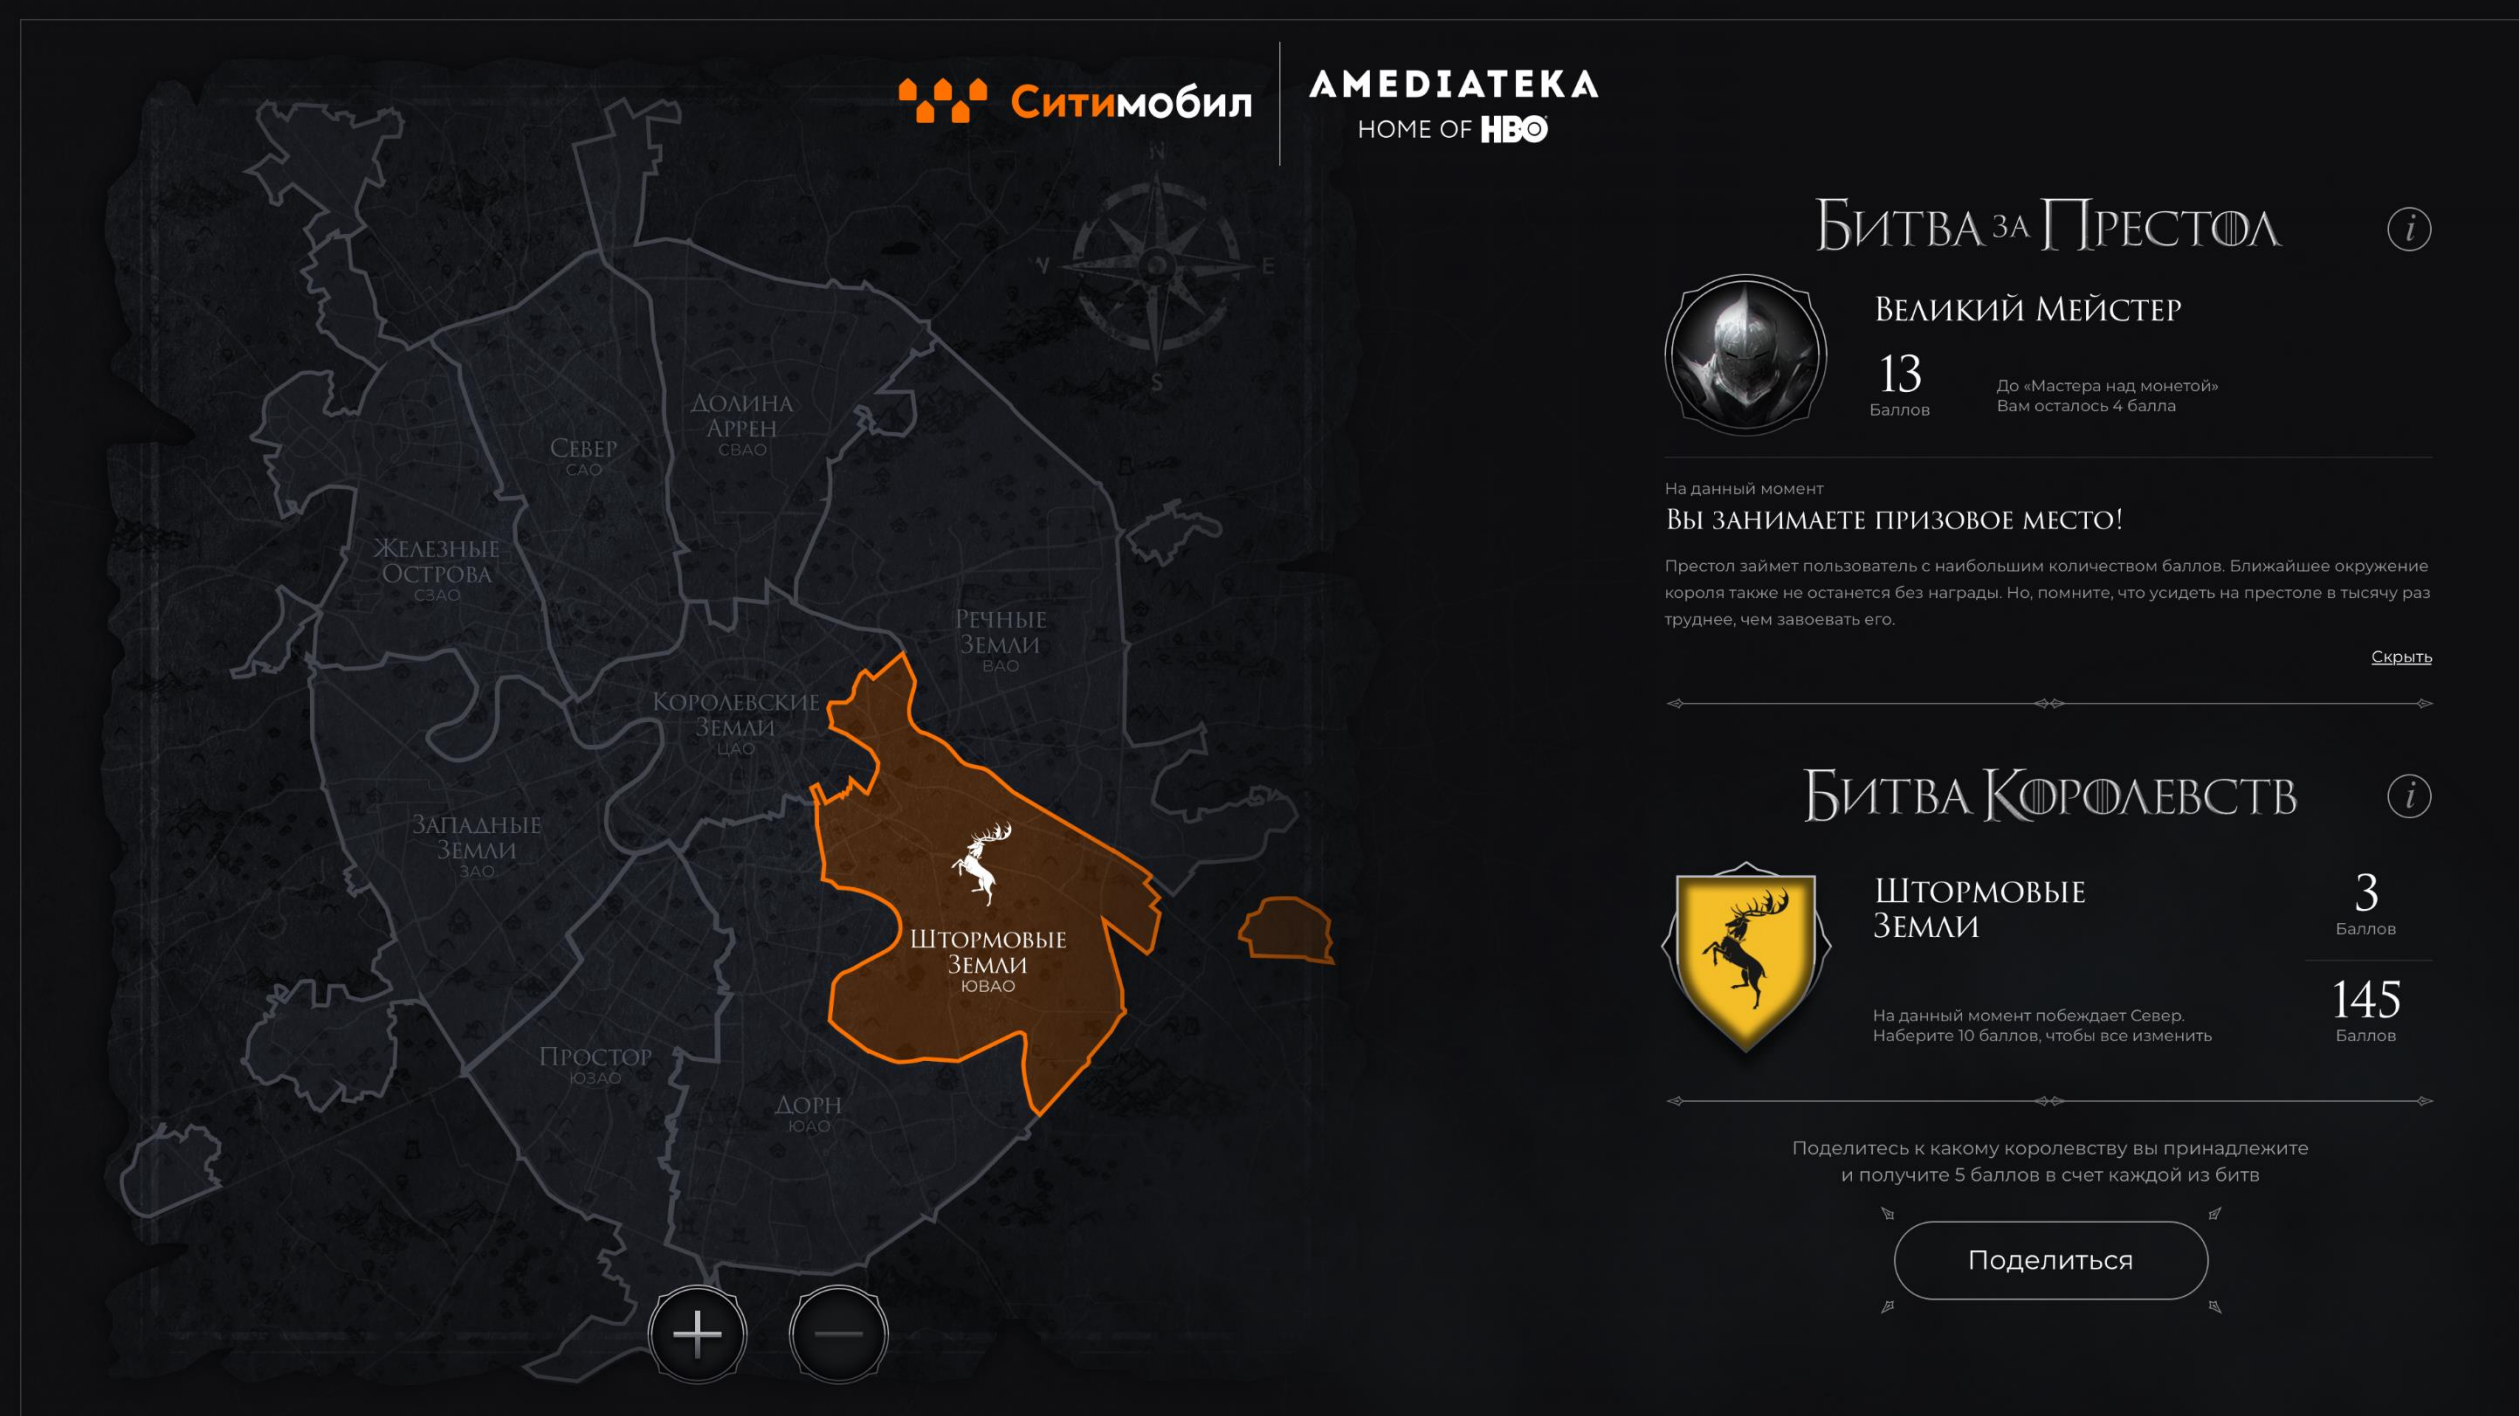 Ситимобил
AMEDIATEKA
HOME OF HBO
N
W
E
S
Север
САО
Долина
Аррен
СВАО
Железные
Острова
СЗАО
Речные
Земли
ВАО
Королевские
Земли
ЦАО
Западные
Земли
ЗАО
Штормовые
Земли
ЮВАО
Простор
ЮЗАО
Дорн
ЮАО
Битва за Престол
i
Великий Мейстер
13
Баллов
До «Мастера над монетой»
Вам осталось 4 балла
На данный момент
Вы занимаете призовое место!
Престол займет пользователь с наибольшим количеством баллов. Ближайшее окружение
короля также не останется без награды. Но, помните, что усидеть на престоле в тысячу раз
труднее, чем завоевать его.
Скрыть
Битва Королевств
i
Штормовые
Земли
3
Баллов
145
Баллов
На данный момент побеждает Север.
Наберите 10 баллов, чтобы все изменить
Поделитесь к какому королевству вы принадлежите
и получите 5 баллов в счет каждой из битв
Поделиться